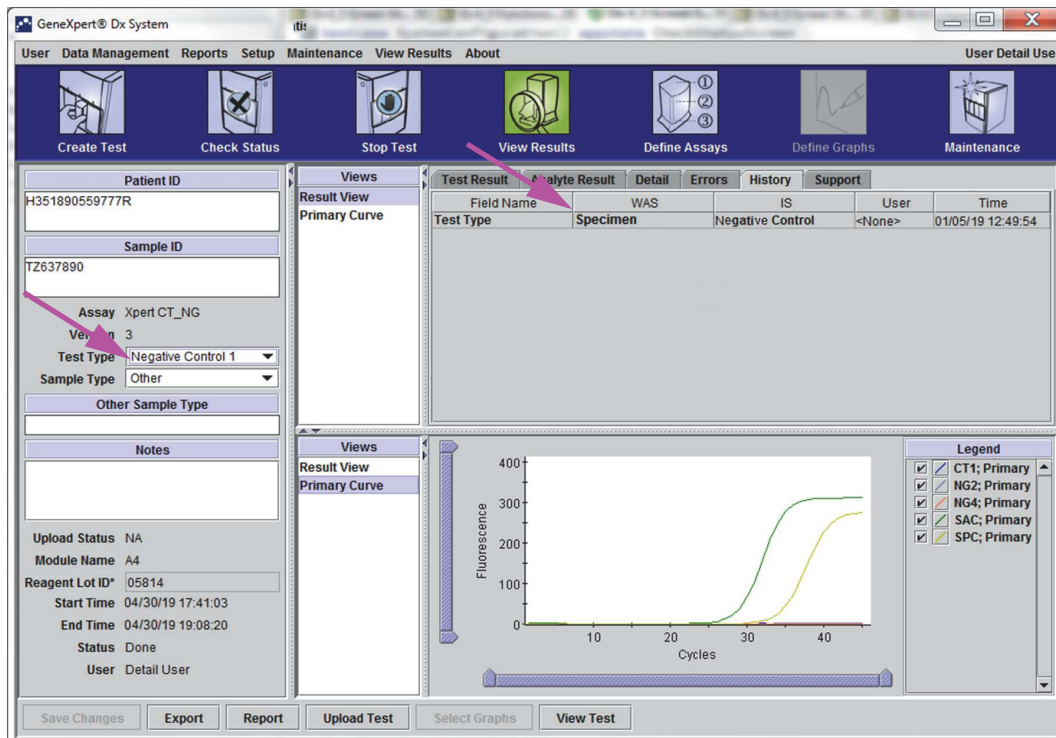 GeneXpert® Dx System
User Data Management Reports Setup Maintenance View Results About User Detail Use
Create Test Check Status Stop Test View Results Define Assays Define Graphs Maintenance
Patient ID
H351890559777R
Sample ID
TZ637890
Assay Xpert CT_NG
Version 3
Test Type Negative Control 1
Sample Type Other
Other Sample Type
Notes
Upload Status NA
Module Name A4
Reagent Lot ID* 05814
Start Time 04/30/19 17:41:03
End Time 04/30/19 19:08:20
Status Done
User Detail User
Views
Result View
Primary Curve
Test Result Analyte Result Detail Errors History Support
Field Name WAS IS User Time
Test Type Specimen Negative Control <None> 01/05/19 12:49:54
Views
Result View
Primary Curve
Fluorescence
400
300
200
100
0
10 20 30 40
Cycles
Legend
CT1; Primary
NG2; Primary
NG4; Primary
SAC; Primary
SPC; Primary
Save Changes Export Report Upload Test Select Graphs View Test